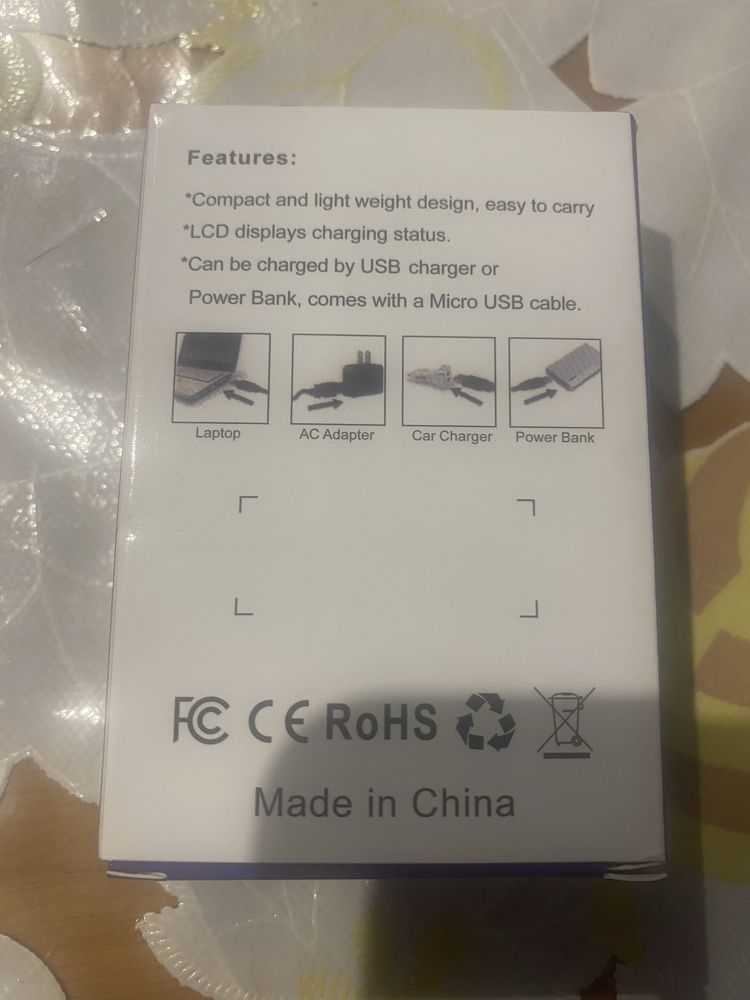 Features:
*Compact and light weight design, easy to carry
*LCD displays charging status.
*Can be charged by USB charger or
Power Bank, comes with a Micro USB cable.
Laptop AC Adapter Car Charger Power Bank
FC CE RoHS
Made in China